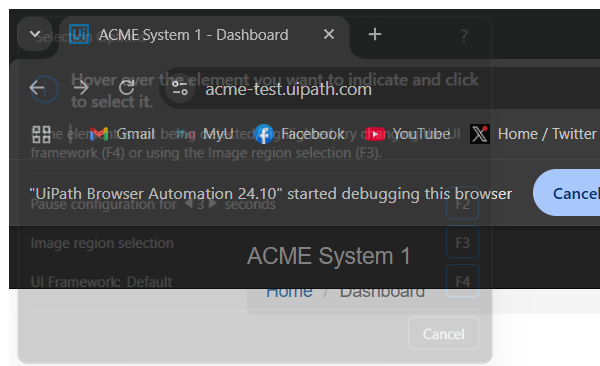 Selection Options ?
Ui ACME System 1 - Dashboard
Hover over the element you want to indicate and click
to select it.
acme-test.uipath.com
Gmail MyU Facebook YouTube Home / Twitter
framework (F4) or using the Image region selection (F3).
"UiPath Browser Automation 24.10" started debugging this browser Cancel
Pause configuration for 3 seconds F2
Image region selection F3
ACME System 1
UI Framework: Default F4
Home / Dashboard
Cancel